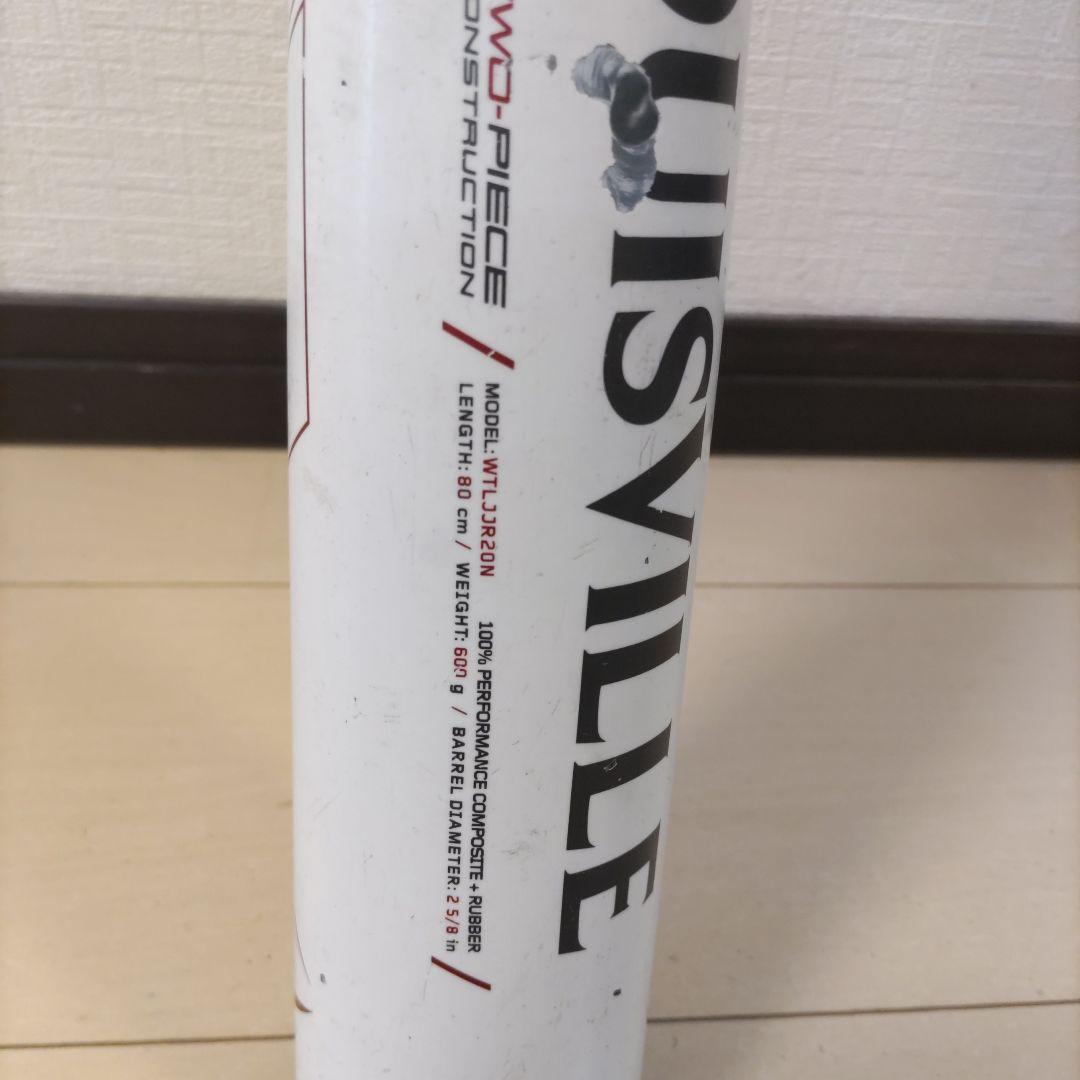 WO-PIECE
ONSTRUCTION
MODEL: WTLJJR20N 100% PERFORMANCE COMPOSITE + RUBBER
LENGTH: 80 cm / WEIGHT: 600 g / BARREL DIAMETER: 2 5/8 in
OUISVILLE